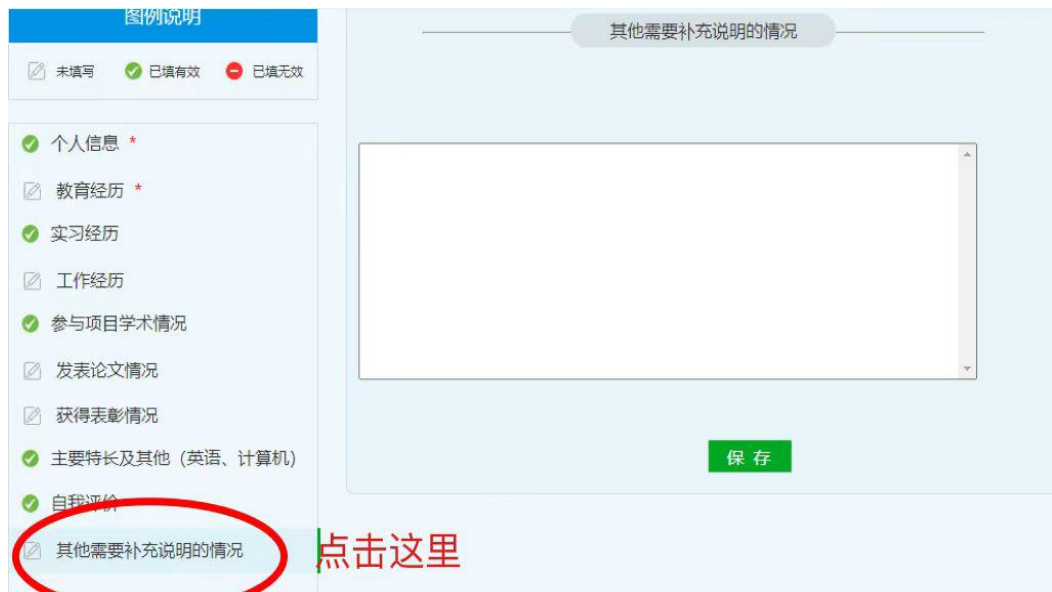 图例说明
未填写 已填有效 已填无效
个人信息 *
教育经历 *
实习经历
工作经历
参与项目学术情况
发表论文情况
获得表彰情况
主要特长及其他（英语、计算机）
自我评价
其他需要补充说明的情况
点击这里
其他需要补充说明的情况
保 存